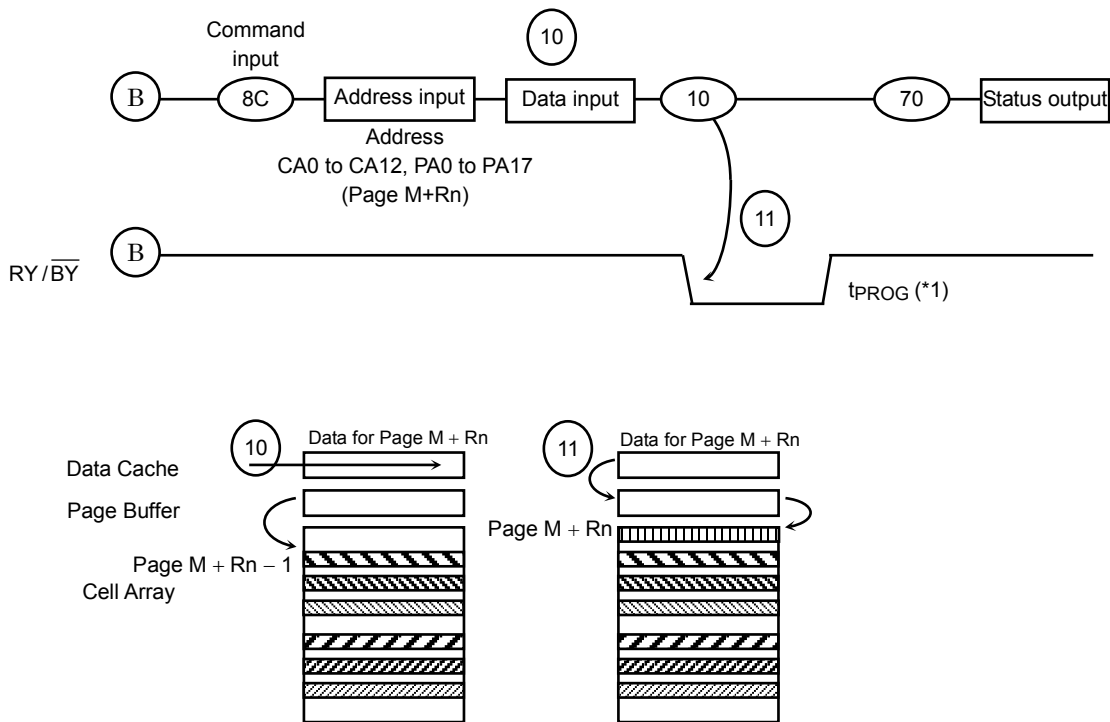 10
Command
input
B
8C
Address input
Data input
10
70
Status output
Address
CA0 to CA12, PA0 to PA17
(Page M+Rn)
11
B
RY/BY
tPROG (*1)
10
Data for Page M + Rn
11
Data for Page M + Rn
Data Cache
Page Buffer
Page M + Rn
Page M + Rn − 1
Cell Array